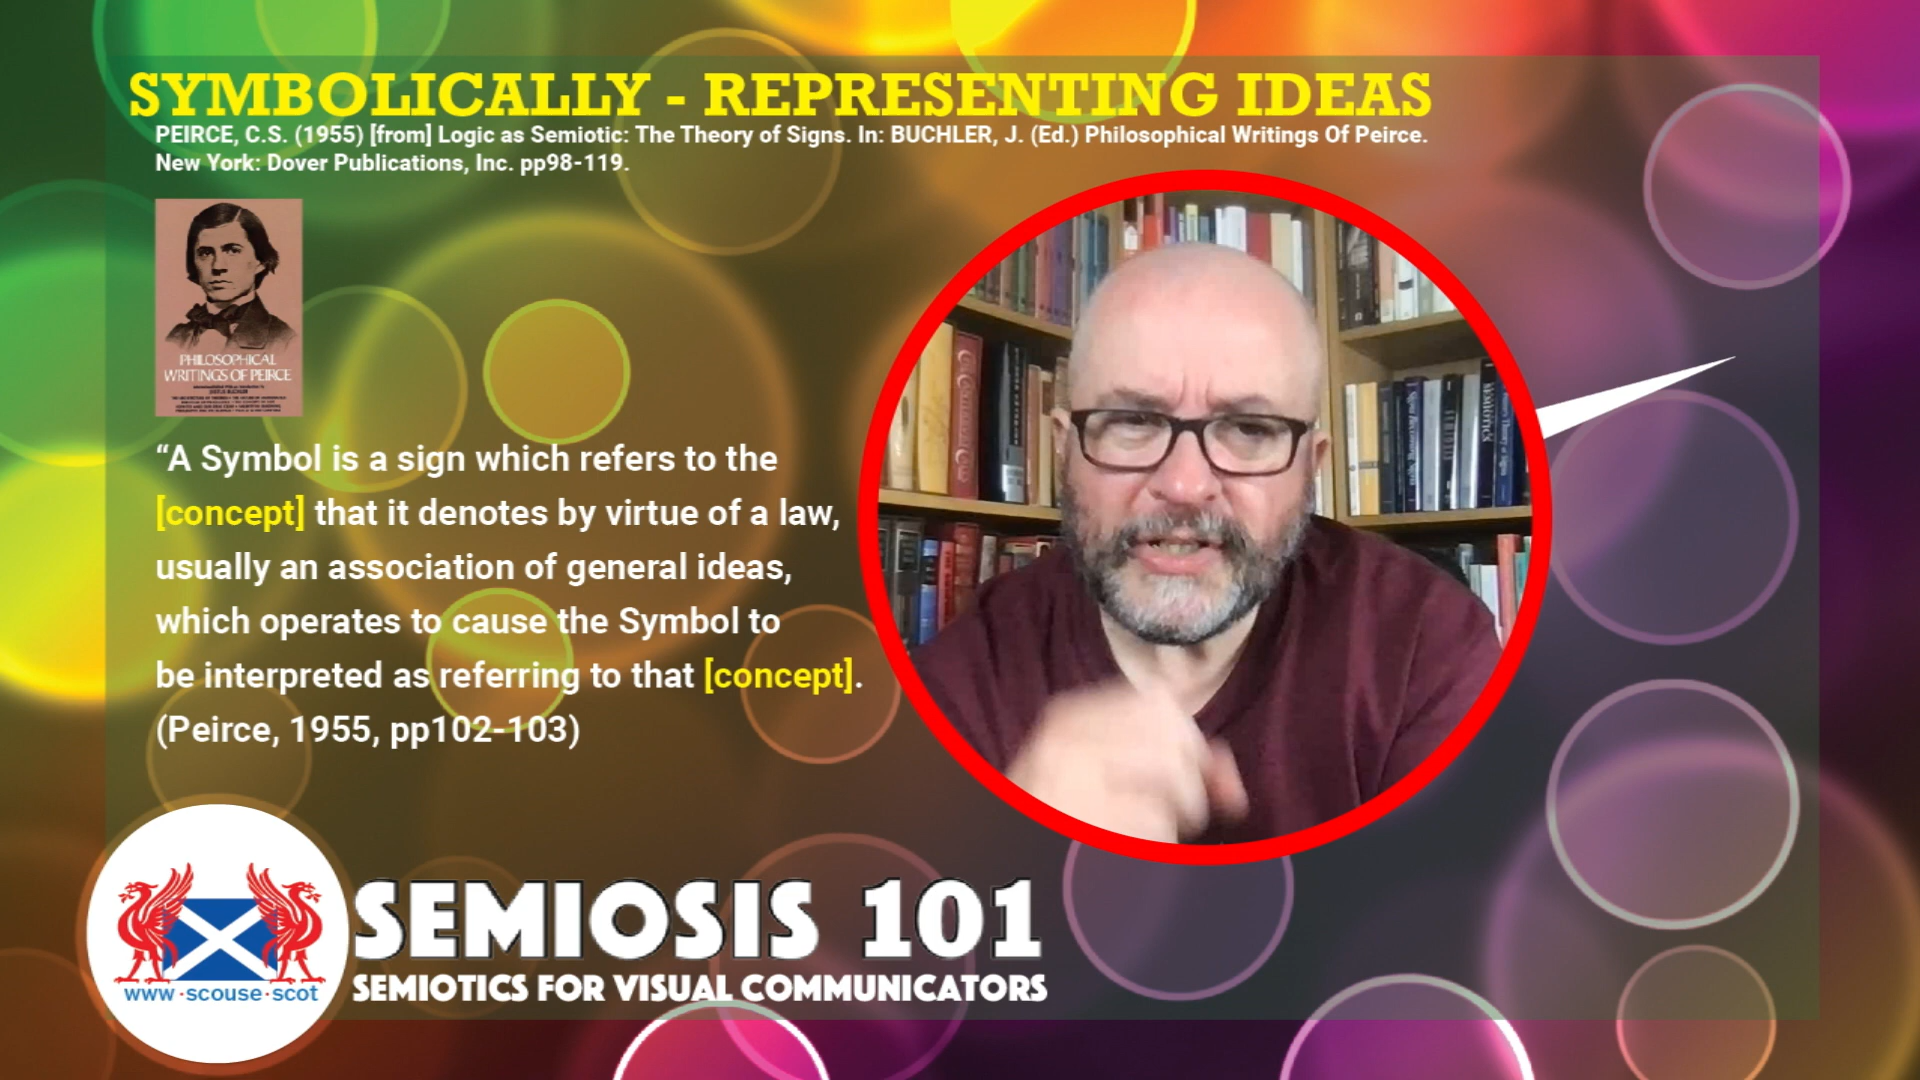 SYMBOLICALLY - REPRESENTING IDEAS
PEIRCE, C.S. (1955) [from] Logic as Semiotic: The Theory of Signs. In: BUCHLER, J. (Ed.) Philosophical Writings Of Peirce.
New York: Dover Publications, Inc. pp98-119.
PHILOSOPHICAL
WRITINGS OF PEIRCE
“A Symbol is a sign which refers to the
[concept] that it denotes by virtue of a law,
usually an association of general ideas,
which operates to cause the Symbol to
be interpreted as referring to that [concept].
(Peirce, 1955, pp102-103)
SEMIOSIS 101
SEMIOTICS FOR VISUAL COMMUNICATORS
www·scouse·scot